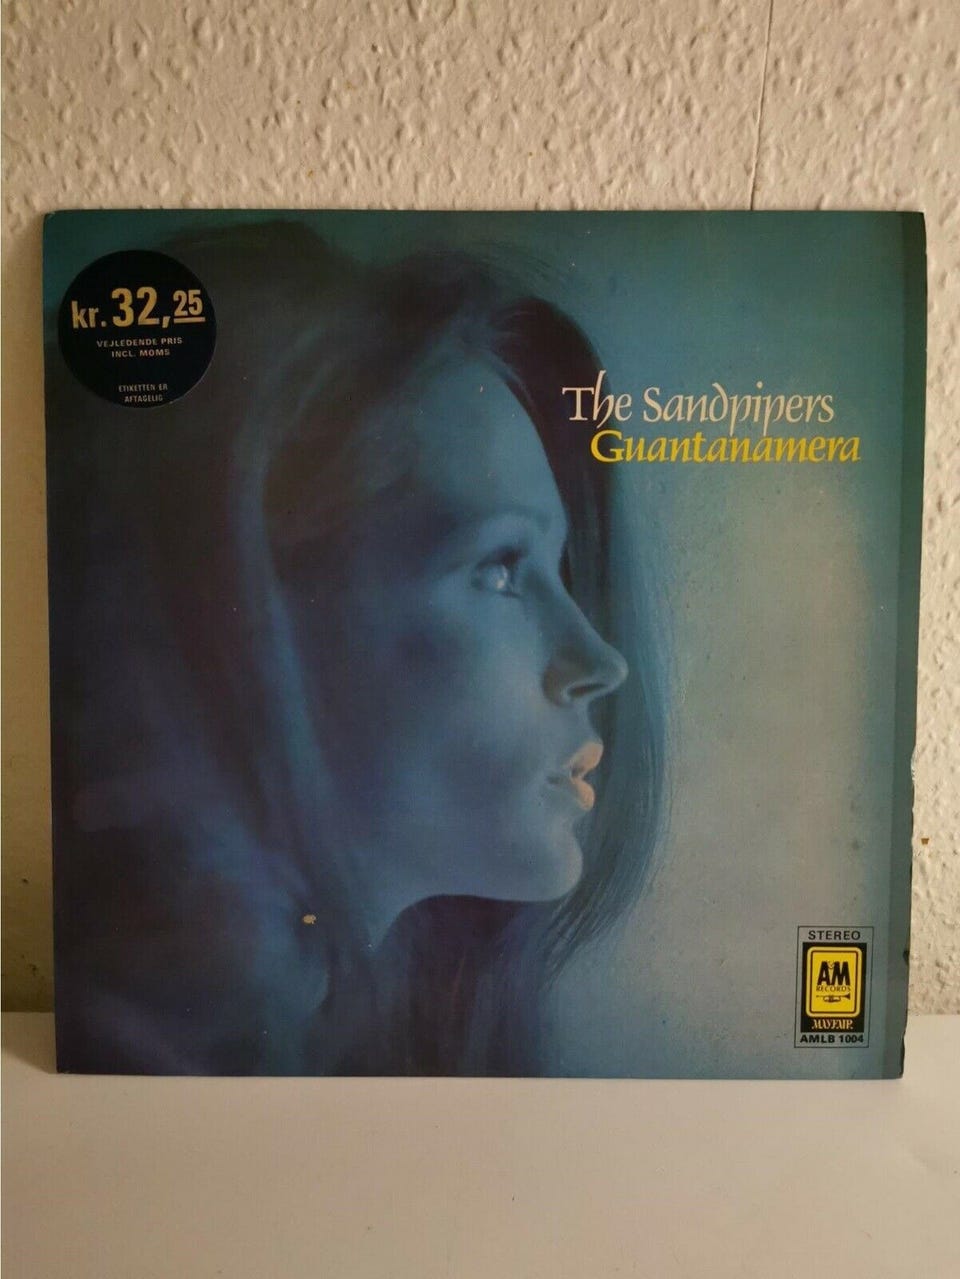 kr. 32,25
VEJLEDENDE PRIS
INCL. MOMS
ETIKETTEN ER
AFTAGELIG
The Sandpipers
Guantanamera
STEREO
A&M
RECORDS
MAYFAIR
AMLB 1004